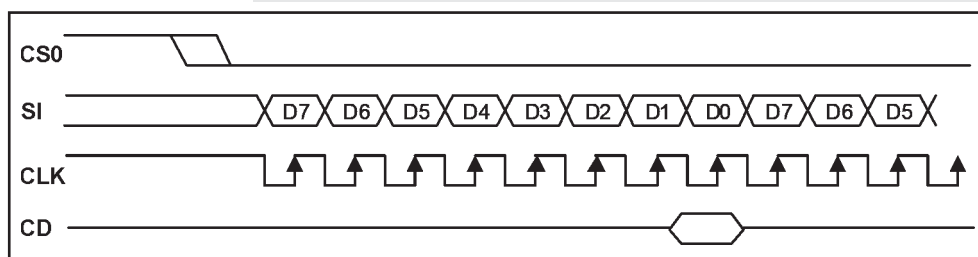 CS0
SI D7 D6 D5 D4 D3 D2 D1 D0 D7 D6 D5
CLK
CD